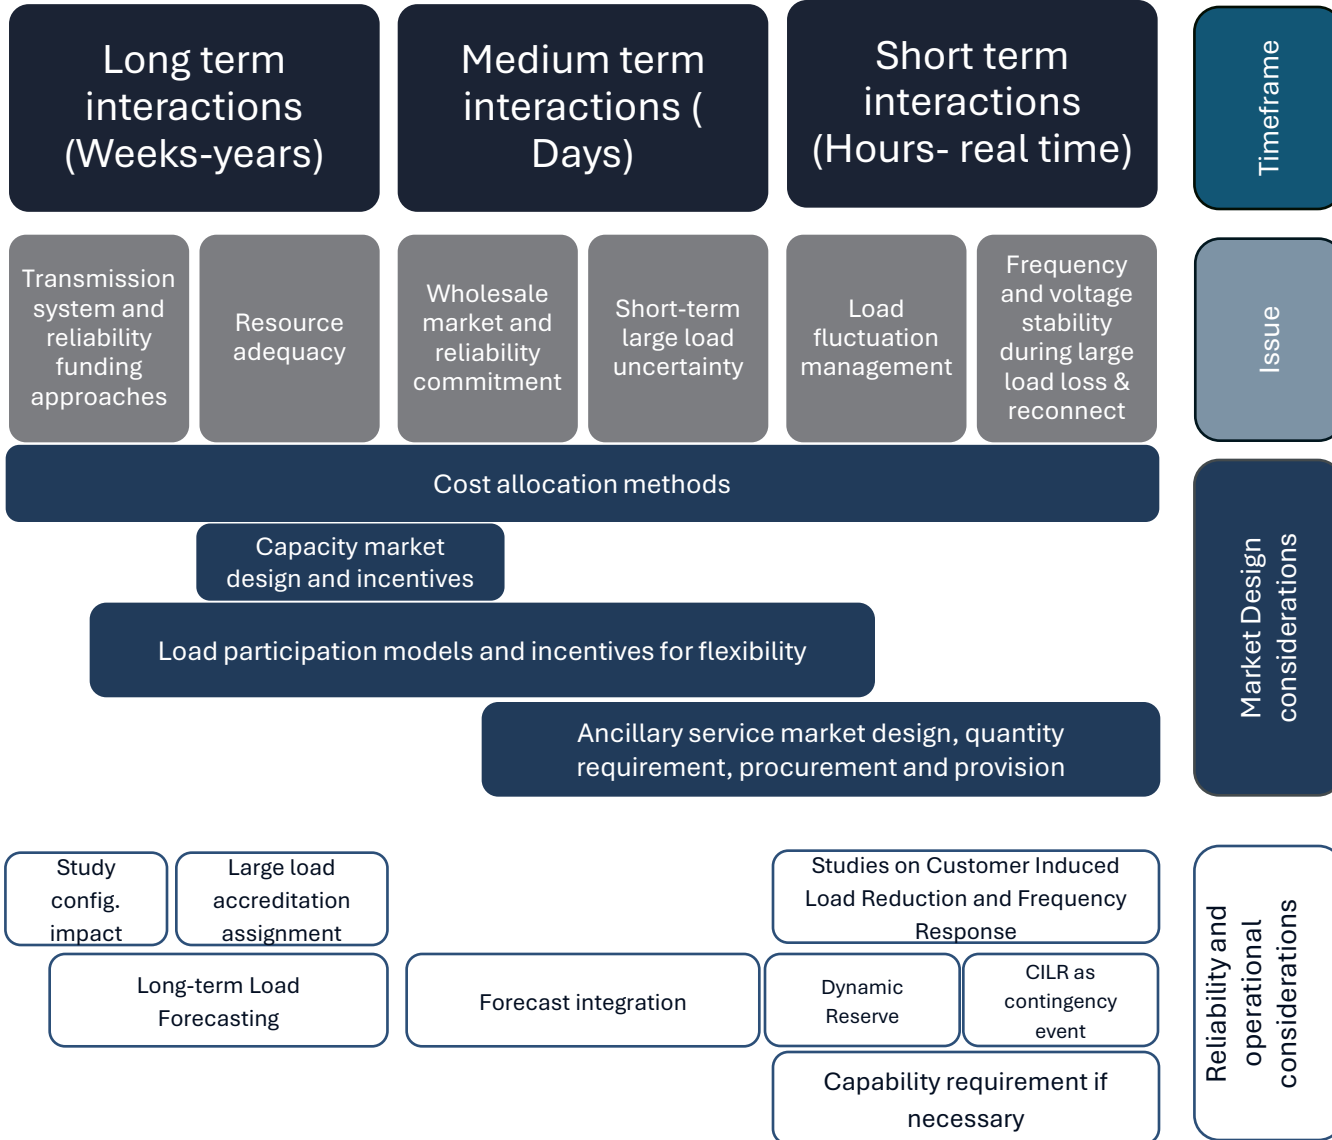 Long term
interactions
(Weeks-years)
Medium term
interactions (
Days)
Short term
interactions
(Hours- real time)
Timeframe
Transmission
system and
reliability
funding
approaches
Resource
adequacy
Wholesale
market and
reliability
commitment
Short-term
large load
uncertainty
Load
fluctuation
management
Frequency
and voltage
stability
during large
load loss &
reconnect
Issue
Cost allocation methods
Capacity market
design and incentives
Load participation models and incentives for flexibility
Ancillary service market design, quantity
requirement, procurement and provision
Market Design
considerations
Study
config.
impact
Large load
accreditation
assignment
Studies on Customer Induced
Load Reduction and Frequency
Response
Long-term Load
Forecasting
Forecast integration
Dynamic
Reserve
CILR as
contingency
event
Capability requirement if
necessary
Reliability and
operational
considerations